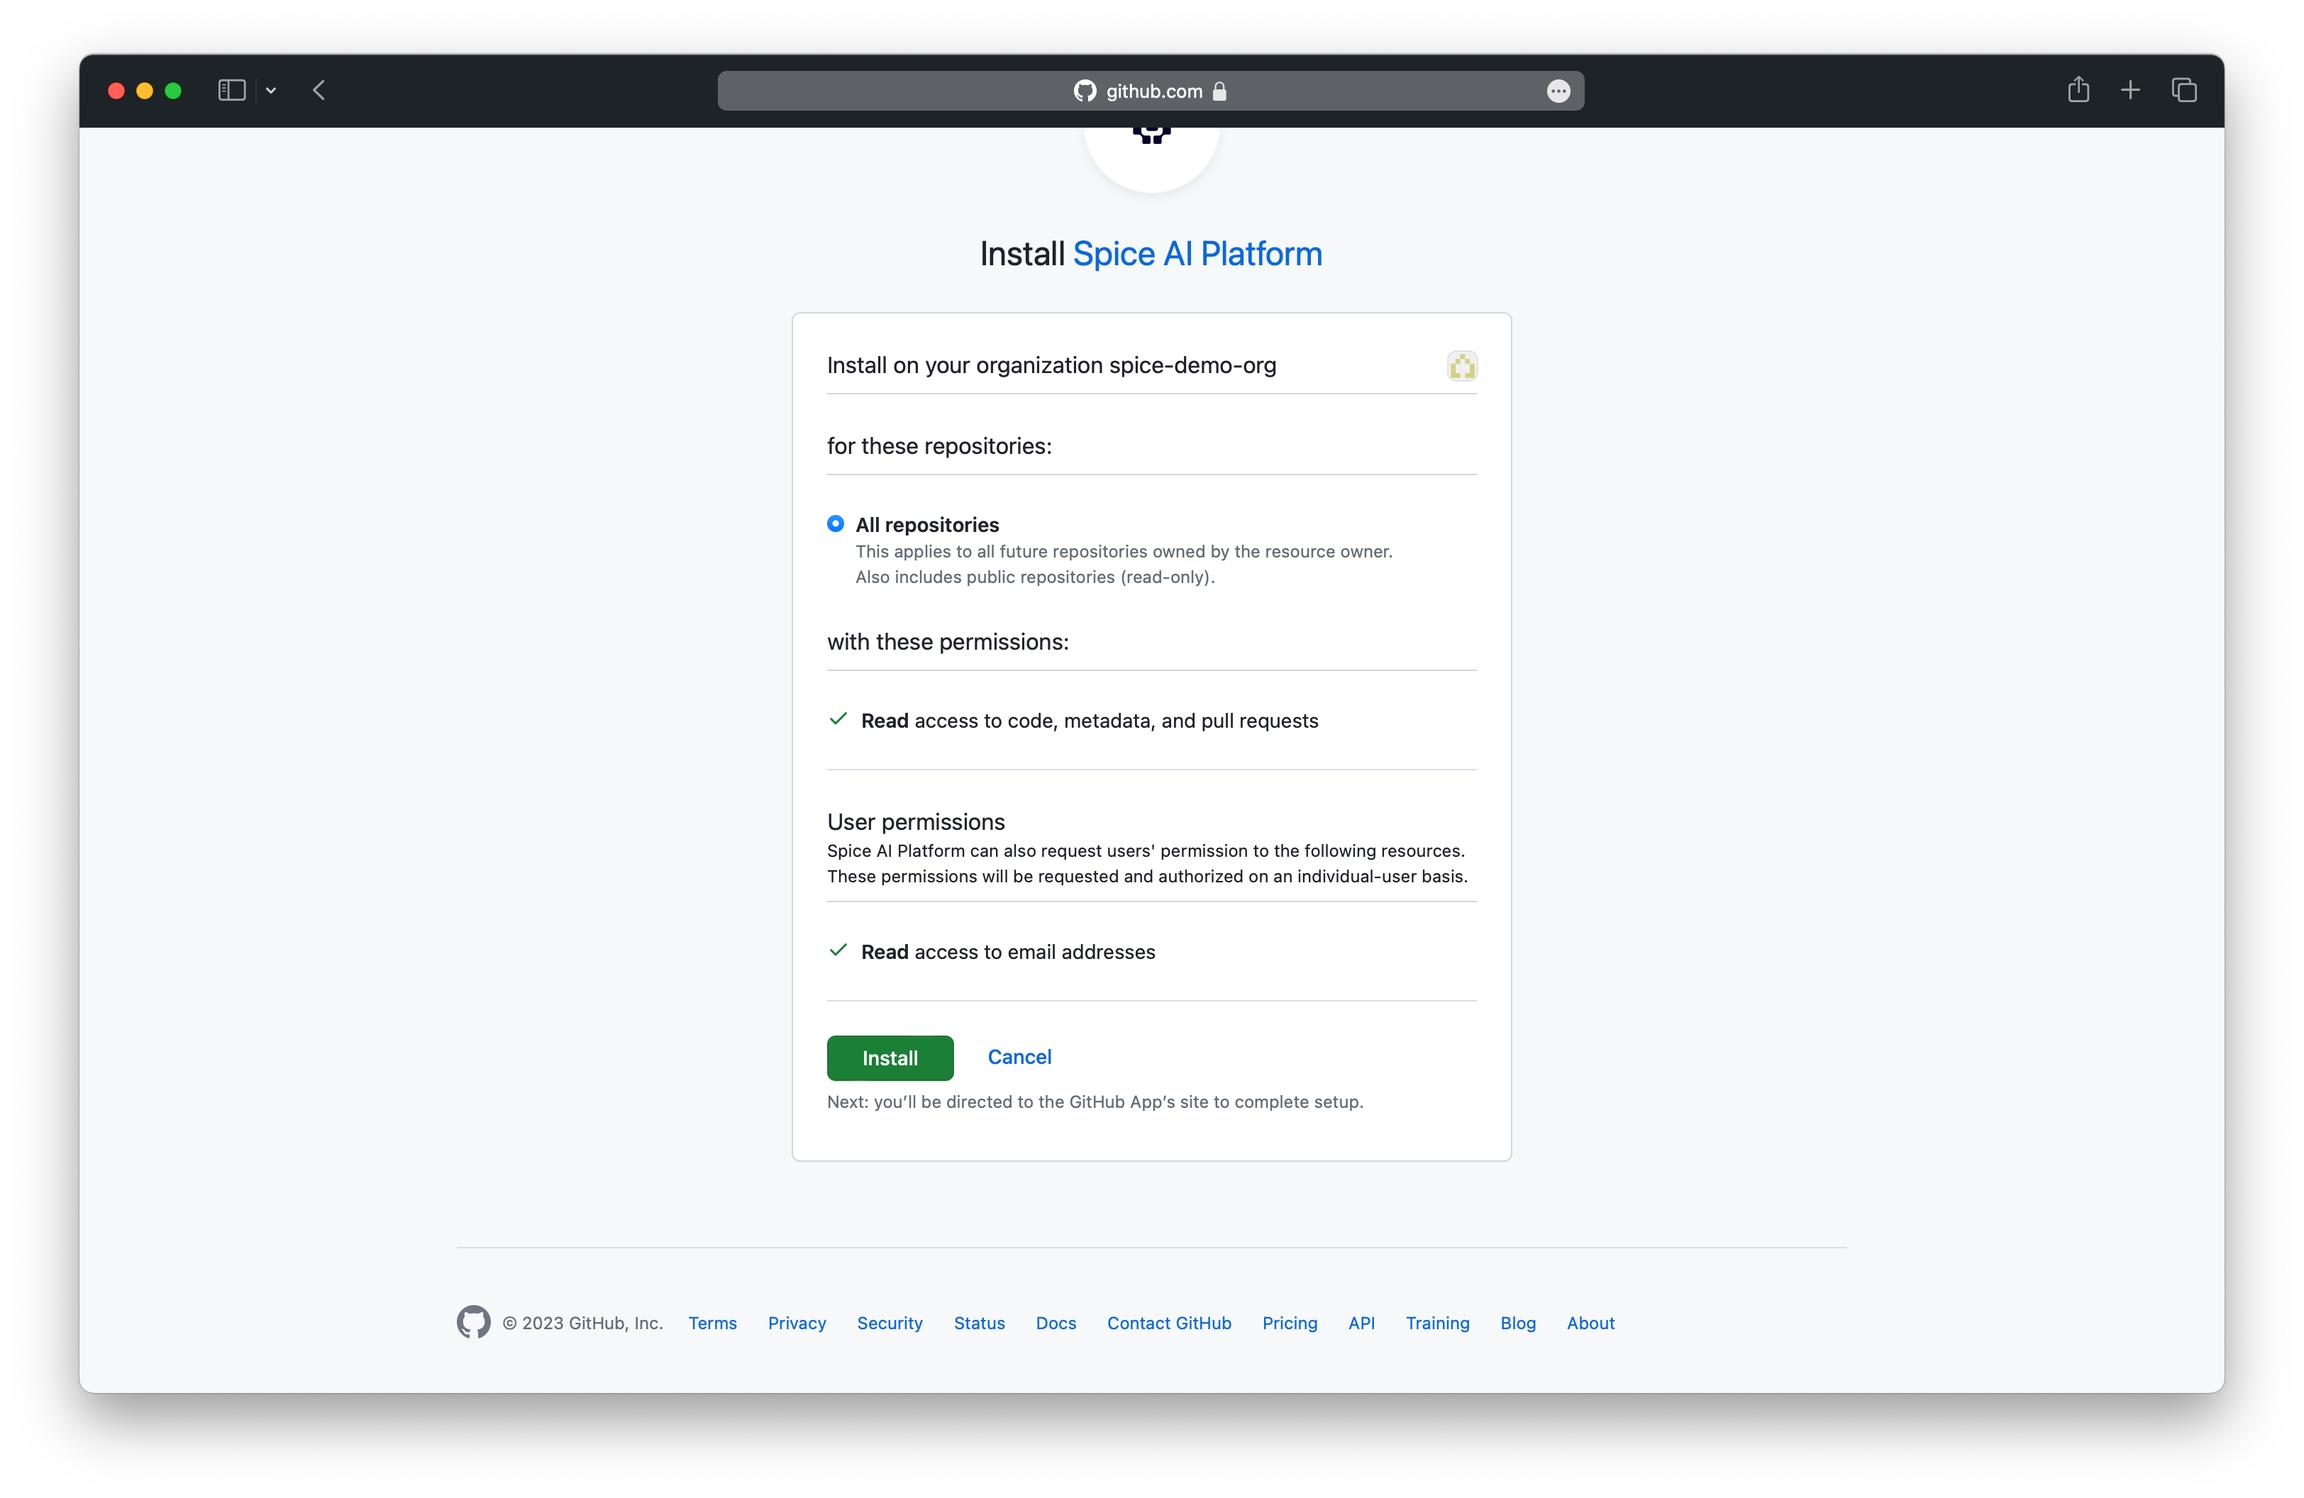 github.com
Install Spice AI Platform
Install on your organization spice-demo-org
for these repositories:
All repositories
This applies to all future repositories owned by the resource owner.
Also includes public repositories (read-only).
with these permissions:
Read access to code, metadata, and pull requests
User permissions
Spice AI Platform can also request users' permission to the following resources.
These permissions will be requested and authorized on an individual-user basis.
Read access to email addresses
Install Cancel
Next: you’ll be directed to the GitHub App’s site to complete setup.
© 2023 GitHub, Inc. Terms Privacy Security Status Docs Contact GitHub Pricing API Training Blog About